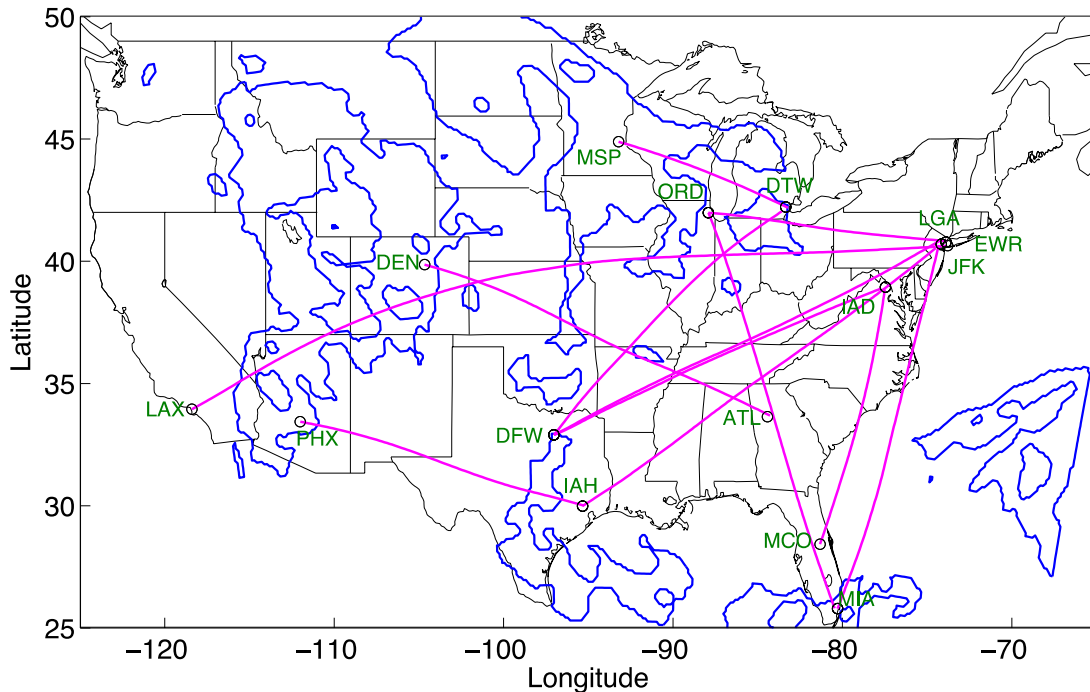 50
45
40
35
30
25
Latitude
MSP
ORD
DTW
LGA
EWR
JFK
DEN
IAD
LAX
PHX
DFW
ATL
IAH
MCO
MIA
−120
−110
−100
−90
−80
−70
Longitude